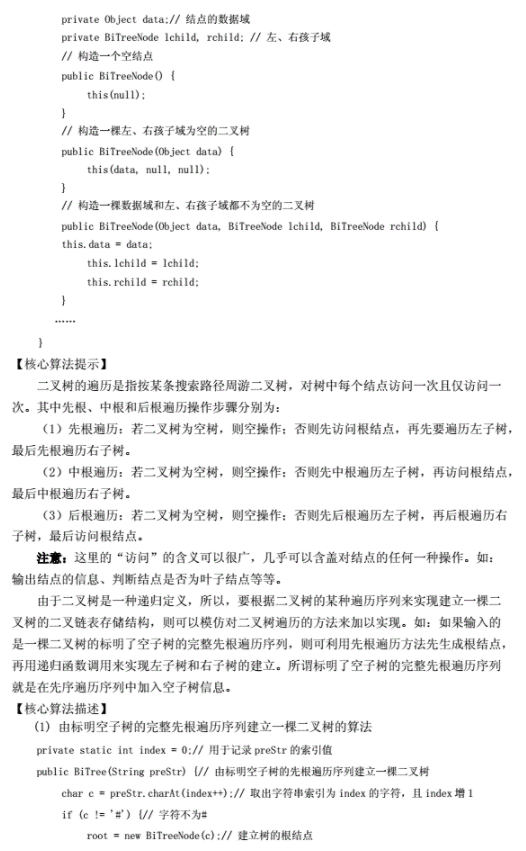 private Object data;// 结点的数据域
private BiTreeNode lchild, rchild; // 左、右孩子域
// 构造一个空结点
public BiTreeNode() {
this(null);
}
// 构造一棵左、右孩子域为空的二叉树
public BiTreeNode(Object data) {
this(data, null, null);
}
// 构造一棵数据域和左、右孩子域都不为空的二叉树
public BiTreeNode(Object data, BiTreeNode lchild, BiTreeNode rchild) {
this.data = data;
this.lchild = lchild;
this.rchild = rchild;
}
……
}
【核心算法提示】
二叉树的遍历是指按某条搜索路径周游二叉树，对树中每个结点访问一次且仅访问一
次。其中先根、中根和后根遍历操作步骤分别为：
（1）先根遍历：若二叉树为空树，则空操作；否则先访问根结点，再先要遍历左子树，
最后先根遍历右子树。
（2）中根遍历：若二叉树为空树，则空操作；否则先中根遍历左子树，再访问根结点，
最后中根遍历右子树。
（3）后根遍历：若二叉树为空树，则空操作；否则先后根遍历左子树，再后根遍历右
子树，最后访问根结点。
注意：这里的“访问”的含义可以很广，几乎可以含盖对结点的任何一种操作。如：
输出结点的信息、判断结点是否为叶子结点等等。
由于二叉树是一种递归定义，所以，要根据二叉树的某种遍历序列来实现建立一棵二
叉树的二叉链表存储结构，则可以模仿对二叉树遍历的方法来加以实现。如：如果输入的
是一棵二叉树的标明了空子树的完整先根遍历序列，则可利用先根遍历方法先生成根结点，
再用递归函数调用来实现左子树和右子树的建立。所谓标明了空子树的完整先根遍历序列
就是在先序遍历序列中加入空子树信息。
【核心算法描述】
(1) 由标明空子树的完整先根遍历序列建立一棵二叉树的算法
private static int index = 0;// 用于记录 preStr 的索引值
public BiTree(String preStr) {// 由标明空子树的先根遍历序列建立一棵二叉树
char c = preStr.charAt(index++);// 取出字符串索引为 index 的字符，且 index 增 1
if (c != '#') {// 字符不为#
root = new BiTreeNode(c);// 建立树的根结点